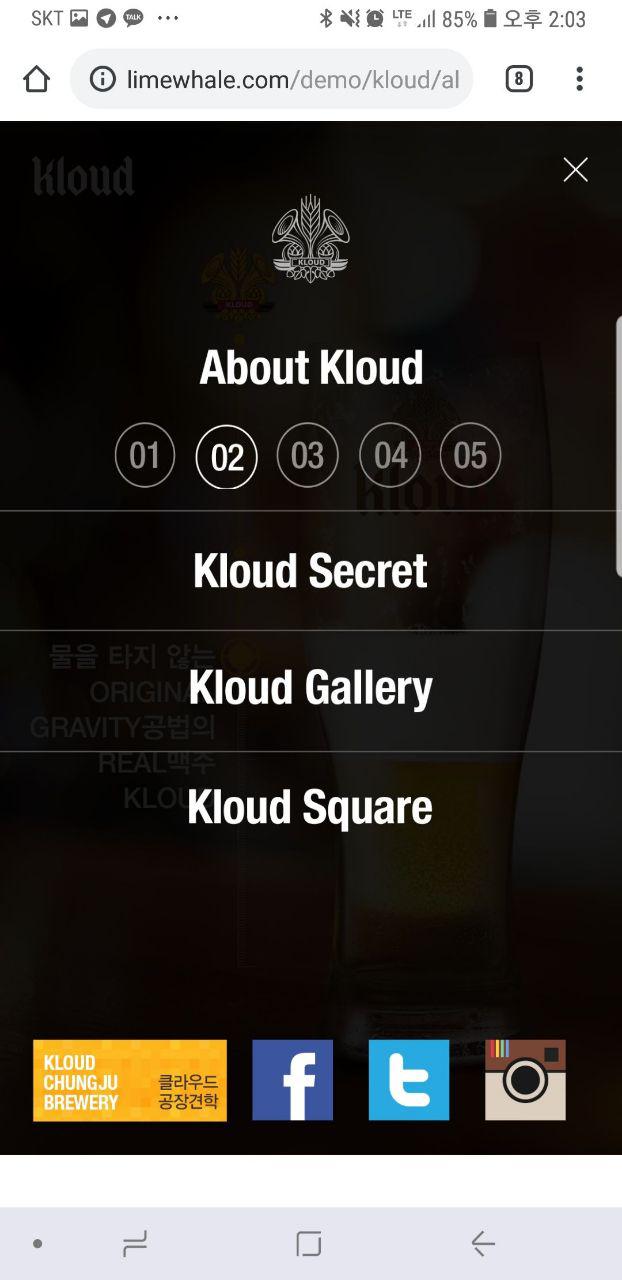 SKT TALK LTE 85% 오후 2:03
limewhale.com/demo/kloud/al 8
kloud
KLOUD
KLOUD
About Kloud
01 02 03 04 05
kloud
Kloud Secret
물을 타지 않는
ORIGINA
Kloud Gallery
GRAVITY공법의
REAL맥주
KLOU
Kloud Square
KLOUD
CHUNGJU
BREWERY
클라우드
공장견학
f
t